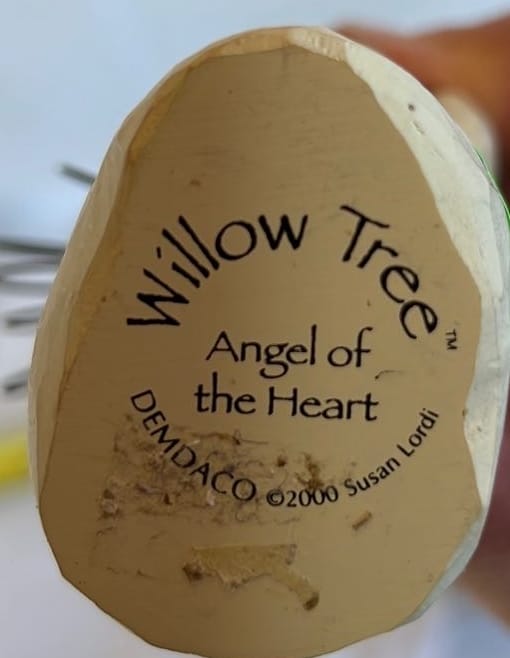 Willow Tree™
Angel of
the Heart
DEMDACO ©2000 Susan Lordi